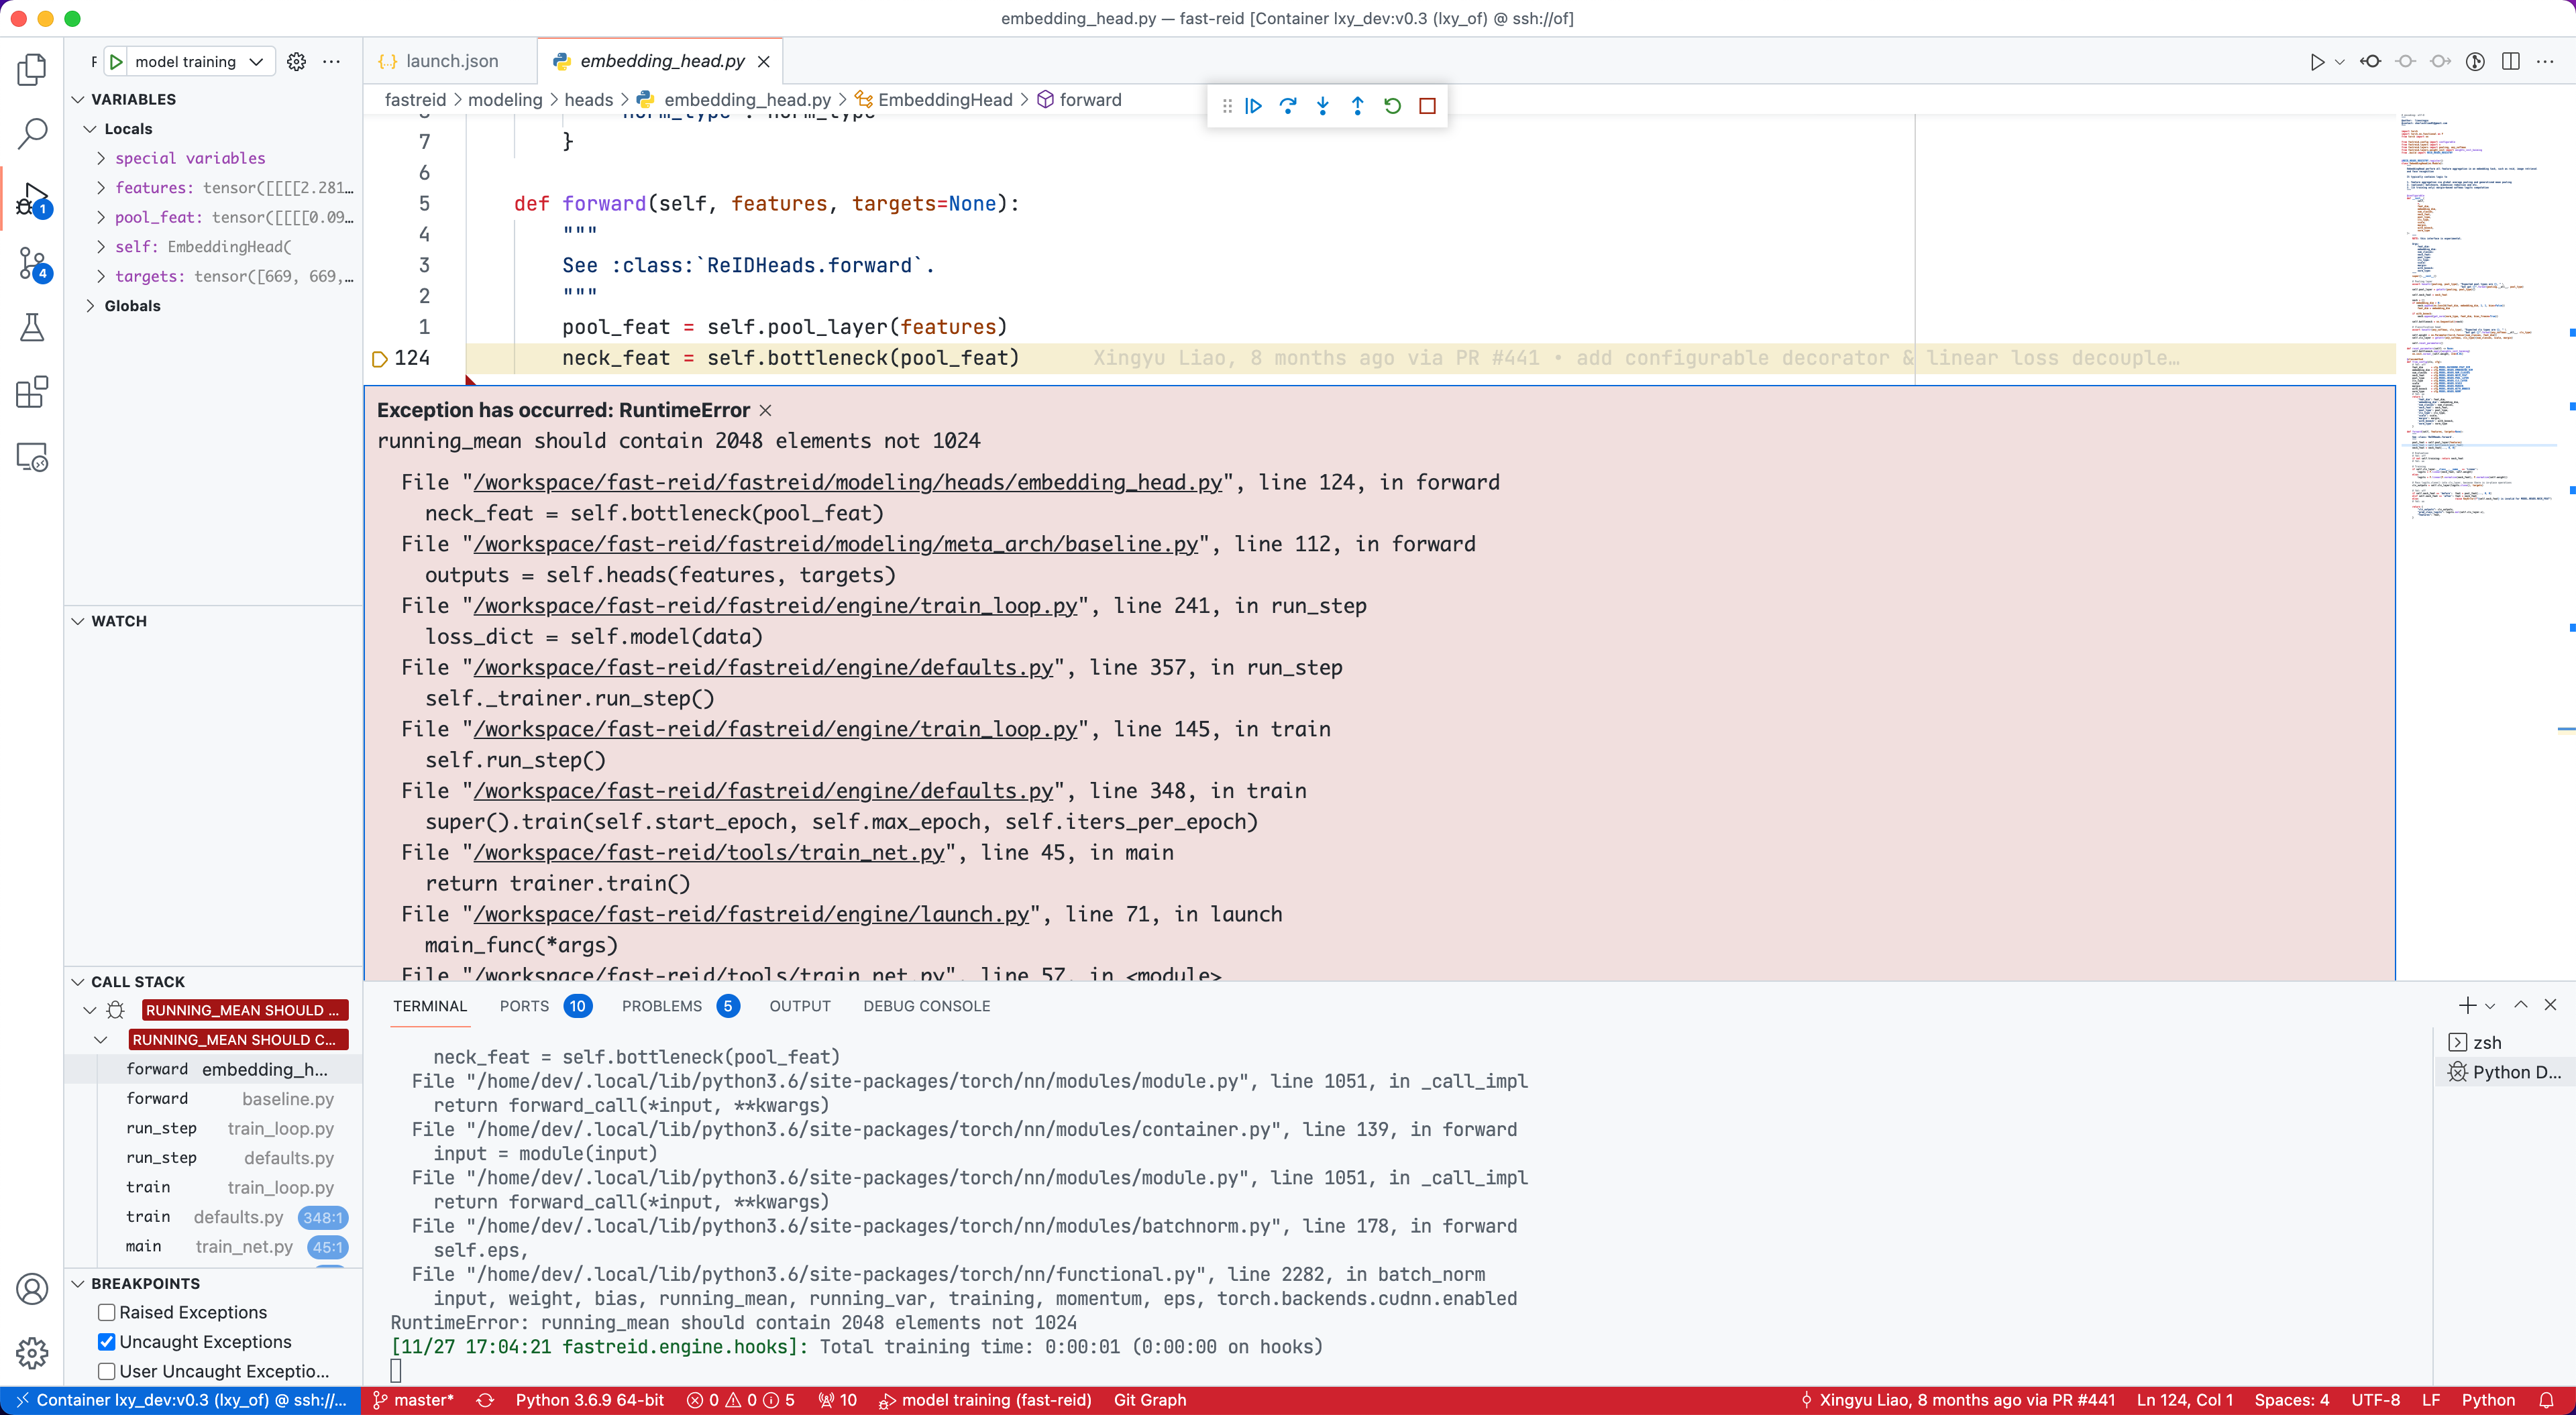 embedding_head.py — fast-reid [Container lxy_dev:v0.3 (lxy_of) @ ssh://of]
model training
launch.json
embedding_head.py
VARIABLES
Locals
special variables
features: tensor([[[[2.281…
pool_feat: tensor([[[[0.09…
self: EmbeddingHead(
targets: tensor([669, 669,…
Globals
1
4
fastreid > modeling > heads > embedding_head.py > EmbeddingHead > forward
7 }
6
5 def forward(self, features, targets=None):
4 """
3 See :class:`ReIDHeads.forward`.
2 """
1 pool_feat = self.pool_layer(features)
124 neck_feat = self.bottleneck(pool_feat) Xingyu Liao, 8 months ago via PR #441 • add configurable decorator & linear loss decouple…
Exception has occurred: RuntimeError
running_mean should contain 2048 elements not 1024
File "/workspace/fast-reid/fastreid/modeling/heads/embedding_head.py", line 124, in forward
neck_feat = self.bottleneck(pool_feat)
File "/workspace/fast-reid/fastreid/modeling/meta_arch/baseline.py", line 112, in forward
outputs = self.heads(features, targets)
File "/workspace/fast-reid/fastreid/engine/train_loop.py", line 241, in run_step
loss_dict = self.model(data)
File "/workspace/fast-reid/fastreid/engine/defaults.py", line 357, in run_step
self._trainer.run_step()
File "/workspace/fast-reid/fastreid/engine/train_loop.py", line 145, in train
self.run_step()
File "/workspace/fast-reid/fastreid/engine/defaults.py", line 348, in train
super().train(self.start_epoch, self.max_epoch, self.iters_per_epoch)
File "/workspace/fast-reid/tools/train_net.py", line 45, in main
return trainer.train()
File "/workspace/fast-reid/fastreid/engine/launch.py", line 71, in launch
main_func(*args)
File "/workspace/fast-reid/tools/train_net.py", line 57, in <module>
WATCH
CALL STACK
RUNNING_MEAN SHOULD ...
RUNNING_MEAN SHOULD C...
forward embedding_h...
forward baseline.py
run_step train_loop.py
run_step defaults.py
train train_loop.py
train defaults.py 348:1
main train_net.py 45:1
BREAKPOINTS
Raised Exceptions
Uncaught Exceptions
User Uncaught Exceptio...
TERMINAL PORTS 10 PROBLEMS 5 OUTPUT DEBUG CONSOLE
neck_feat = self.bottleneck(pool_feat)
File "/home/dev/.local/lib/python3.6/site-packages/torch/nn/modules/module.py", line 1051, in _call_impl
return forward_call(*input, **kwargs)
File "/home/dev/.local/lib/python3.6/site-packages/torch/nn/modules/container.py", line 139, in forward
input = module(input)
File "/home/dev/.local/lib/python3.6/site-packages/torch/nn/modules/module.py", line 1051, in _call_impl
return forward_call(*input, **kwargs)
File "/home/dev/.local/lib/python3.6/site-packages/torch/nn/modules/batchnorm.py", line 178, in forward
self.eps,
File "/home/dev/.local/lib/python3.6/site-packages/torch/nn/functional.py", line 2282, in batch_norm
input, weight, bias, running_mean, running_var, training, momentum, eps, torch.backends.cudnn.enabled
RuntimeError: running_mean should contain 2048 elements not 1024
[11/27 17:04:21 fastreid.engine.hooks]: Total training time: 0:00:01 (0:00:00 on hooks)
zsh
Python D...
Container lxy_dev:v0.3 (lxy_of) @ ssh://... master* Python 3.6.9 64-bit 0 0 5 10 model training (fast-reid) Git Graph Xingyu Liao, 8 months ago via PR #441 Ln 124, Col 1 Spaces: 4 UTF-8 LF Python